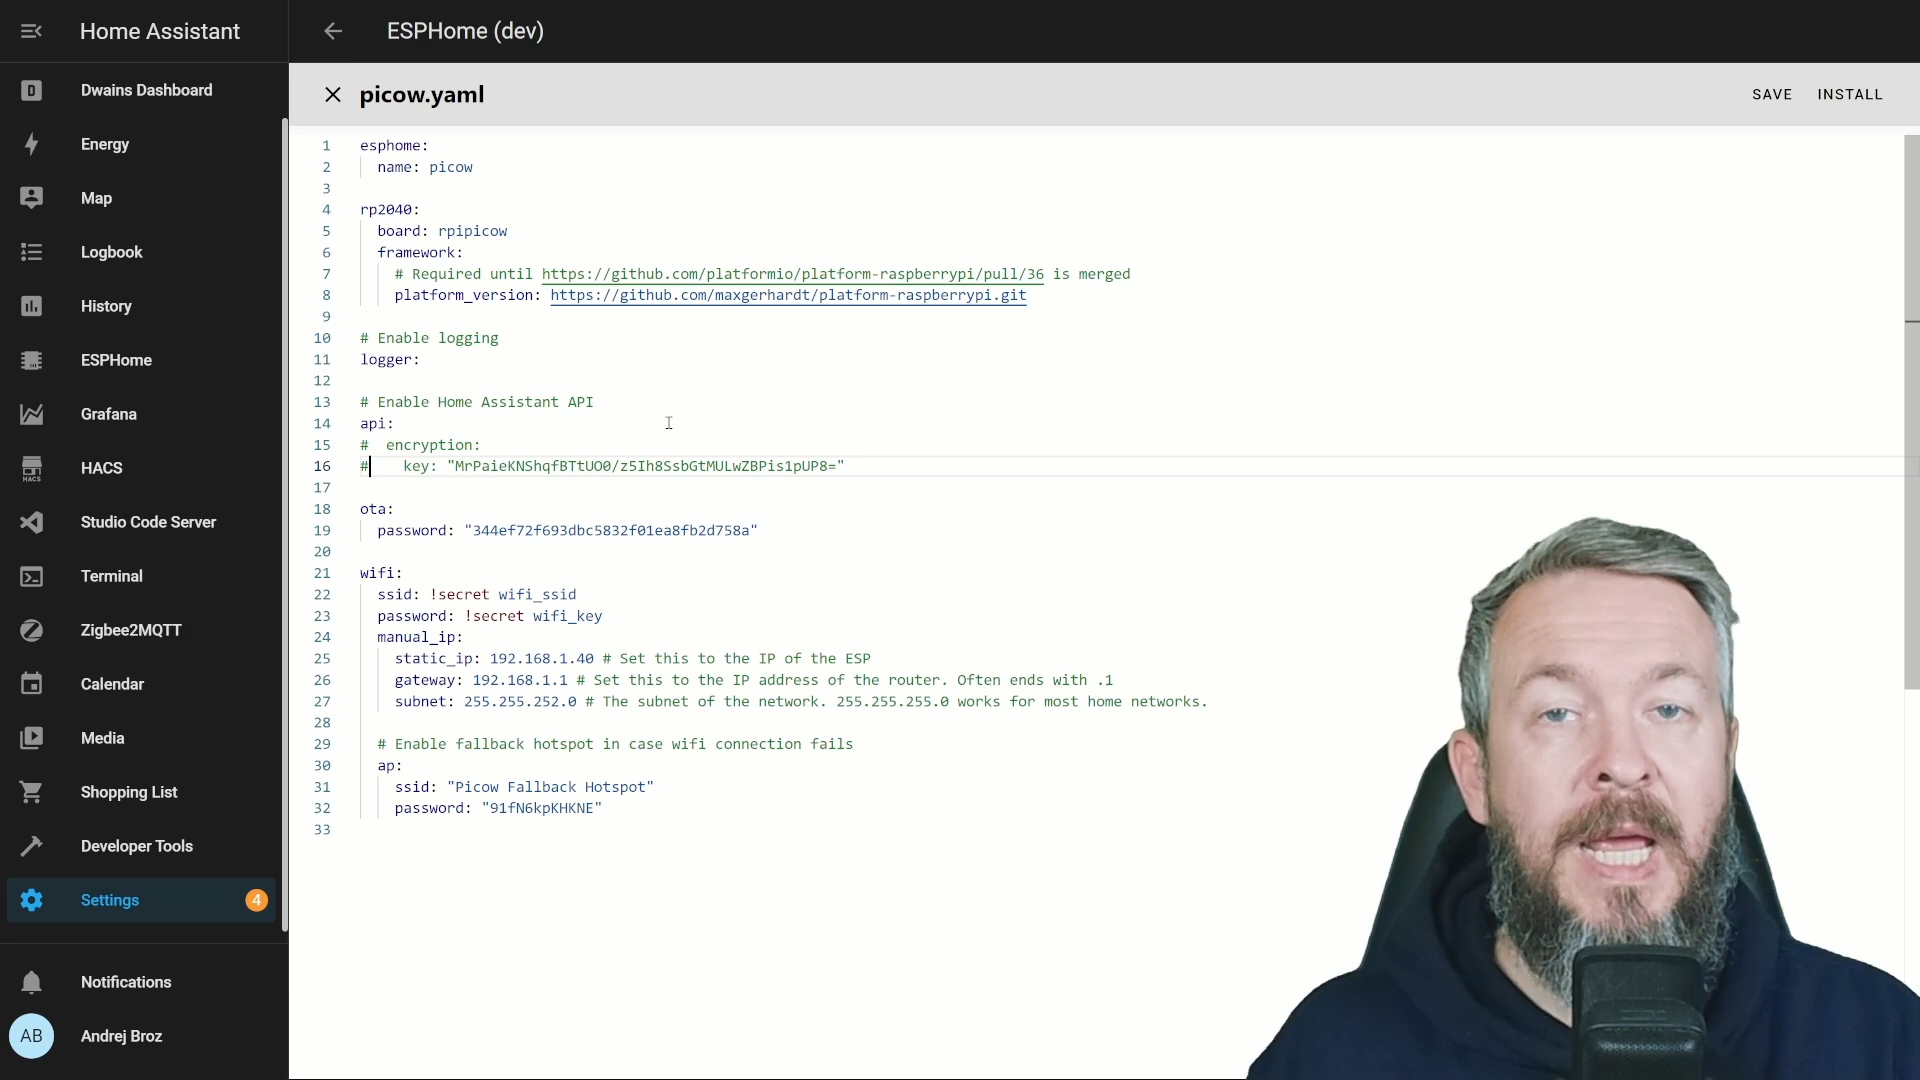 Home Assistant
Dwains Dashboard
Energy
Map
Logbook
History
ESPHome
Grafana
HACS
HACS
Studio Code Server
Terminal
Zigbee2MQTT
Calendar
Media
Shopping List
Developer Tools
Settings
4
Notifications
AB
Andrej Broz
ESPHome (dev)
picow.yaml
SAVE INSTALL
1 esphome:
2 name: picow
3
4 rp2040:
5 board: rpipicow
6 framework:
7 # Required until https://github.com/platformio/platform-raspberrypi/pull/36 is merged
8 platform_version: https://github.com/maxgerhardt/platform-raspberrypi.git
9
10 # Enable logging
11 logger:
12
13 # Enable Home Assistant API
14 api:
15 # encryption:
16 # key: "MrPaieKNShqfBTtUO0/z5Ih8SsbGtMULwZBPis1pUP8="
17
18 ota:
19 password: "344ef72f693dbc5832f01ea8fb2d758a"
20
21 wifi:
22 ssid: !secret wifi_ssid
23 password: !secret wifi_key
24 manual_ip:
25 static_ip: 192.168.1.40 # Set this to the IP of the ESP
26 gateway: 192.168.1.1 # Set this to the IP address of the router. Often ends with .1
27 subnet: 255.255.252.0 # The subnet of the network. 255.255.255.0 works for most home networks.
28
29 # Enable fallback hotspot in case wifi connection fails
30 ap:
31 ssid: "Picow Fallback Hotspot"
32 password: "91fN6kpKHKNE"
33